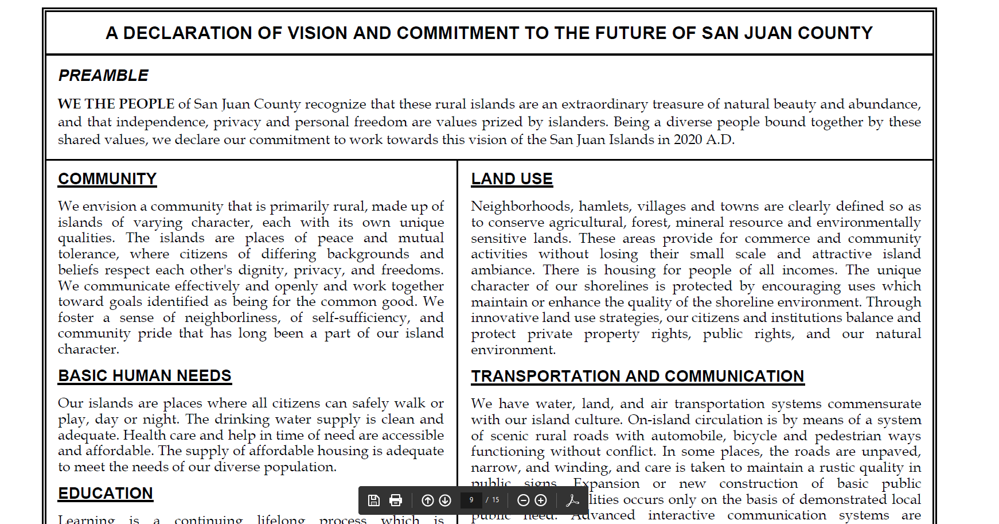 A DECLARATION OF VISION AND COMMITMENT TO THE FUTURE OF SAN JUAN COUNTY
PREAMBLE
WE THE PEOPLE of San Juan County recognize that these rural islands are an extraordinary treasure of natural beauty and abundance,
and that independence, privacy and personal freedom are values prized by islanders. Being a diverse people bound together by these
shared values, we declare our commitment to work towards this vision of the San Juan Islands in 2020 A.D.
COMMUNITY
We envision a community that is primarily rural, made up of
islands of varying character, each with its own unique
qualities. The islands are places of peace and mutual
tolerance, where citizens of differing backgrounds and
beliefs respect each other's dignity, privacy, and freedoms.
We communicate effectively and openly and work together
toward goals identified as being for the common good. We
foster a sense of neighborliness, of self-sufficiency, and
community pride that has long been a part of our island
character.
BASIC HUMAN NEEDS
Our islands are places where all citizens can safely walk or
play, day or night. The drinking water supply is clean and
adequate. Health care and help in time of need are accessible
and affordable. The supply of affordable housing is adequate
to meet the needs of our diverse population.
EDUCATION
Learning is a continuing lifelong process which is
LAND USE
Neighborhoods, hamlets, villages and towns are clearly defined so as
to conserve agricultural, forest, mineral resource and environmentally
sensitive lands. These areas provide for commerce and community
activities without losing their small scale and attractive island
ambiance. There is housing for people of all incomes. The unique
character of our shorelines is protected by encouraging uses which
maintain or enhance the quality of the shoreline environment. Through
innovative land use strategies, our citizens and institutions balance and
protect private property rights, public rights, and our natural
environment.
TRANSPORTATION AND COMMUNICATION
We have water, land, and air transportation systems commensurate
with our island culture. On-island circulation is by means of a system
of scenic rural roads with automobile, bicycle and pedestrian ways
functioning without conflict. In some places, the roads are unpaved,
narrow, and winding, and care is taken to maintain a rustic quality in
public signs. Expansion or new construction of basic public
lities occurs only on the basis of demonstrated local
public need. Advanced interactive communication systems are
9 / 15